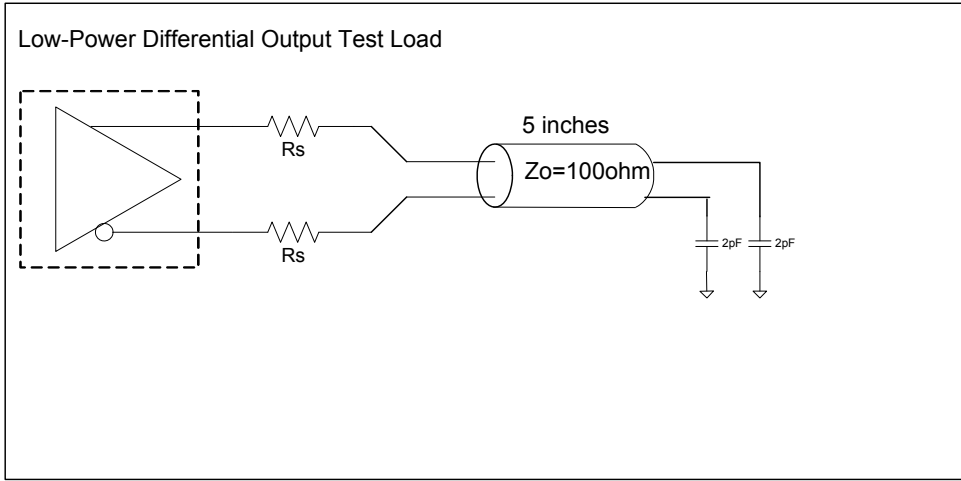 Low-Power Differential Output Test Load
Rs
5 inches
Zo=100ohm
Rs
2pF
2pF